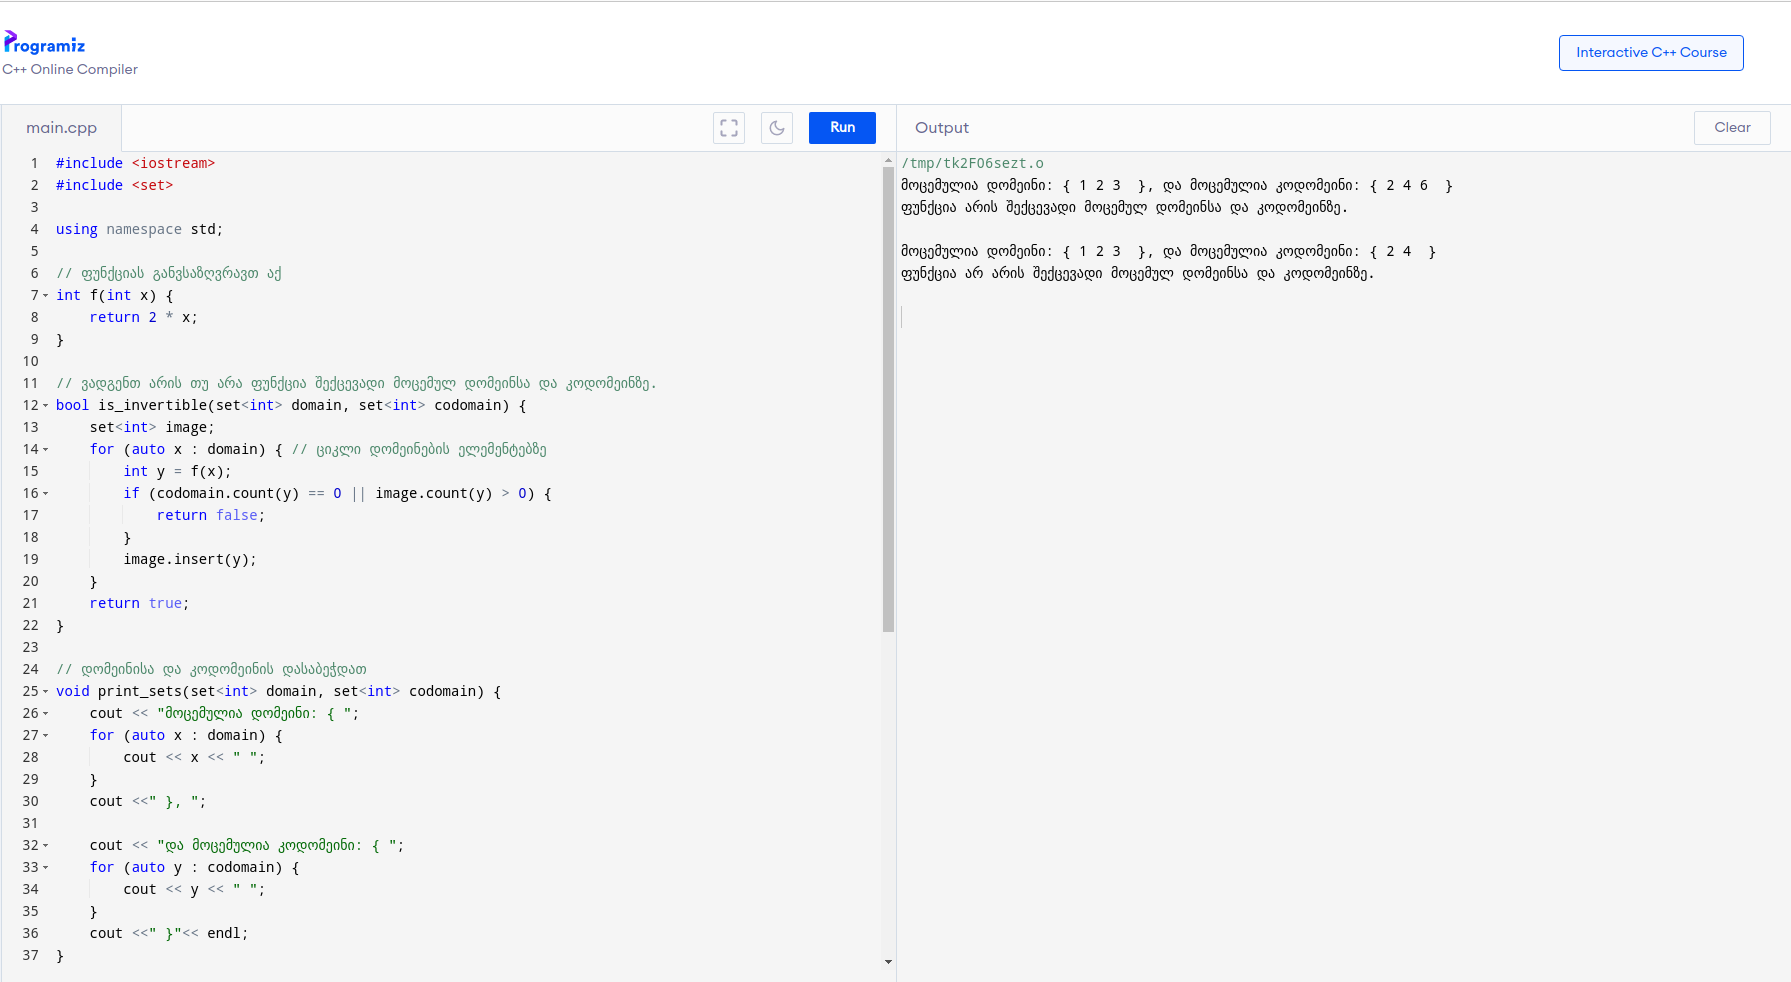 Programiz
C++ Online Compiler
Interactive C++ Course
main.cpp
Run
Output
Clear
1 #include <iostream>
2 #include <set>
3
4 using namespace std;
5
6 // ფუნქციას განვსაზღვრავთ აქ
7 int f(int x) {
8     return 2 * x;
9 }
10
11 // ვადგენთ არის თუ არა ფუნქცია შექცევადი მოცემულ დომეინსა და კოდომეინზე.
12 bool is_invertible(set<int> domain, set<int> codomain) {
13     set<int> image;
14     for (auto x : domain) { // ციკლი დომეინების ელემენტებზე
15         int y = f(x);
16         if (codomain.count(y) == 0 || image.count(y) > 0) {
17             return false;
18         }
19         image.insert(y);
20     }
21     return true;
22 }
23
24 // დომეინისა და კოდომეინის დასაბეჭდათ
25 void print_sets(set<int> domain, set<int> codomain) {
26     cout << "მოცემულია დომეინი: { ";
27     for (auto x : domain) {
28         cout << x << " ";
29     }
30     cout <<" }, ";
31
32     cout << "და მოცემულია კოდომეინი: { ";
33     for (auto y : codomain) {
34         cout << y << " ";
35     }
36     cout <<" }"<< endl;
37 }
/tmp/tk2FO6sezt.o
მოცემულია დომეინი: { 1 2 3  }, და მოცემულია კოდომეინი: { 2 4 6  }
ფუნქცია არის შექცევადი მოცემულ დომეინსა და კოდომეინზე.
მოცემულია დომეინი: { 1 2 3  }, და მოცემულია კოდომეინი: { 2 4  }
ფუნქცია არ არის შექცევადი მოცემულ დომეინსა და კოდომეინზე.